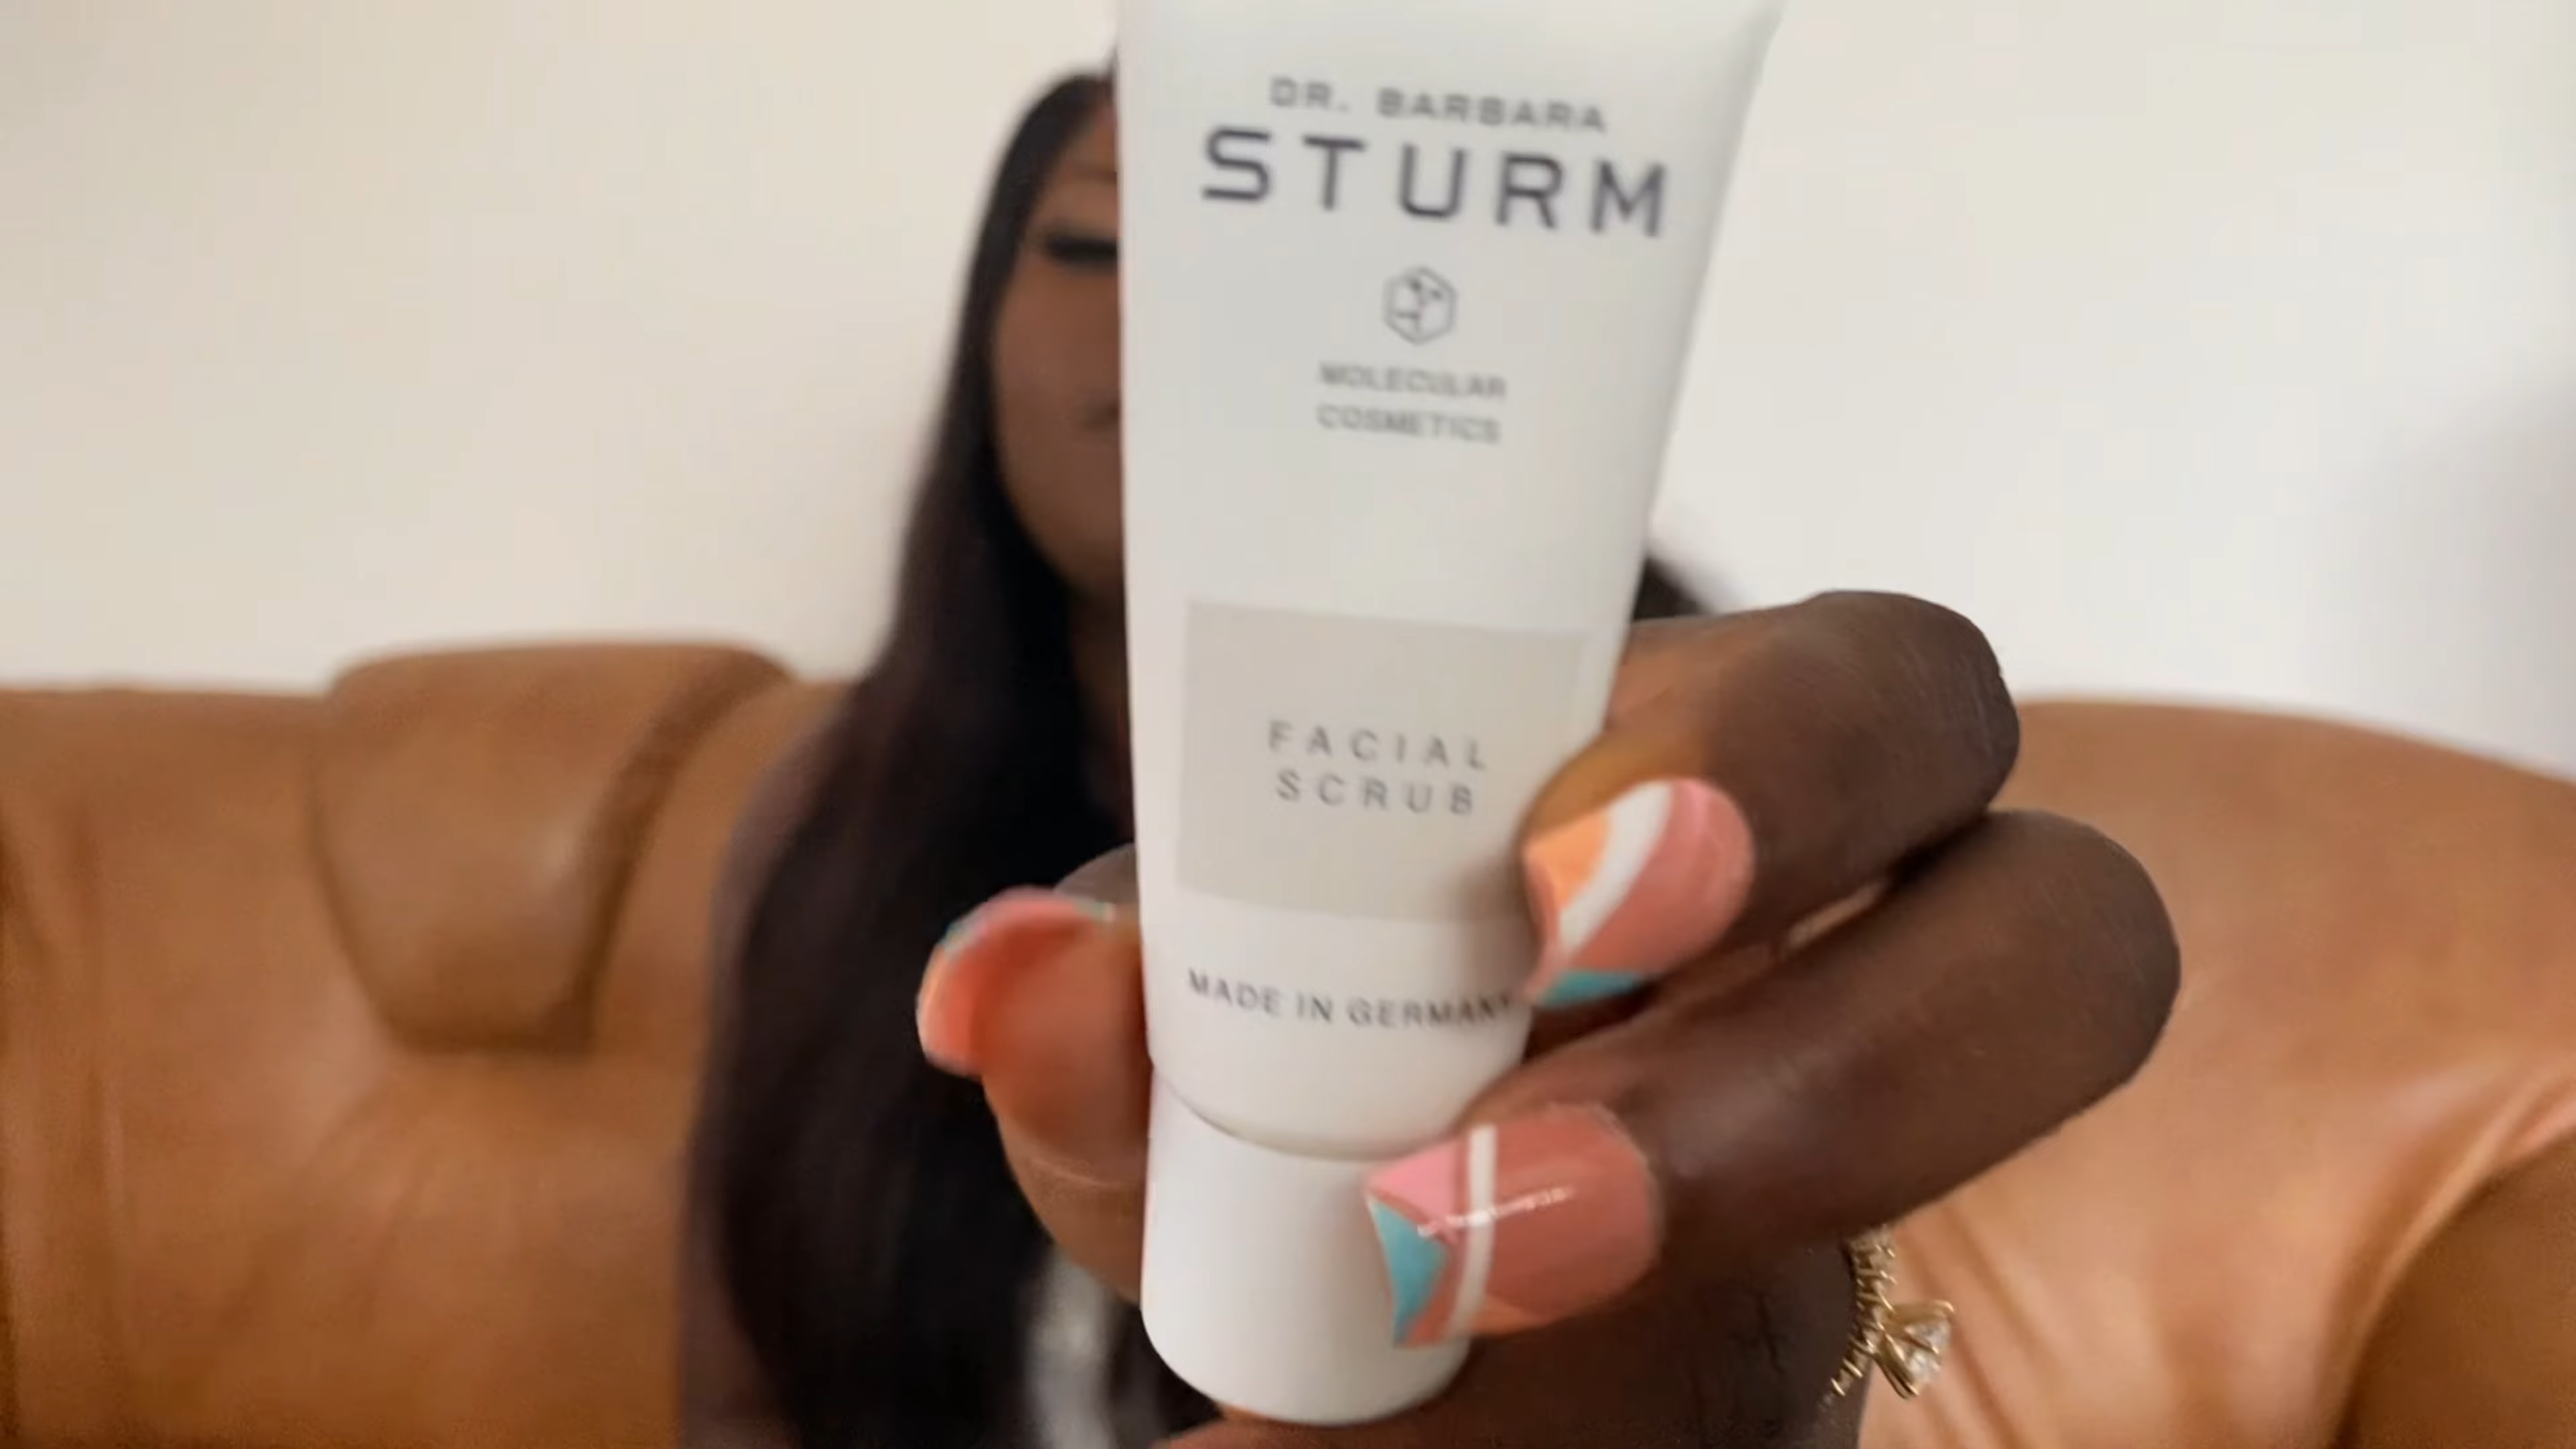 DR. BARBARA
STURM
MOLECULAR
COSMETICS
FACIAL
SCRUB
MADE IN GERMANY